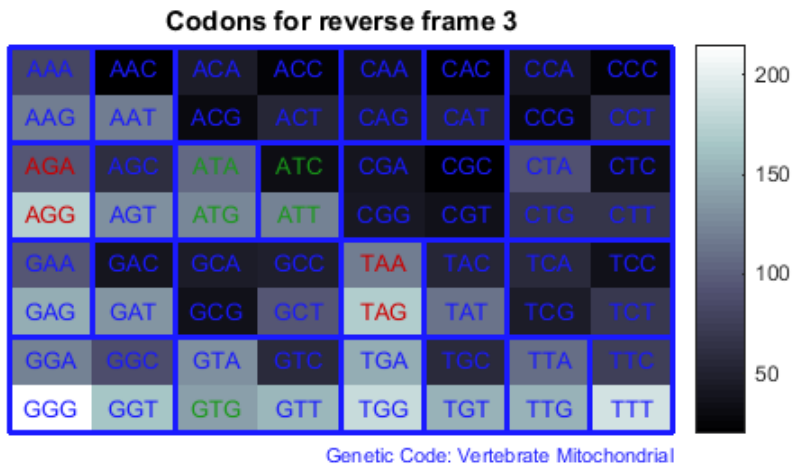 Codons for reverse frame 3
AAA AAC ACA ACC CAA CAC CCA CCC
AAG AAT ACG ACT CAG CAT CCG CCT
AGA AGC ATA ATC CGA CGC CTA CTC
AGG AGT ATG ATT CGG CGT CTG CTT
GAA GAC GCA GCC TAA TAC TCA TCC
GAG GAT GCG GCT TAG TAT TCG TCT
GGA GGC GTA GTC TGA TGC TTA TTC
GGG GGT GTG GTT TGG TGT TTG TTT
200
150
100
50
Genetic Code: Vertebrate Mitochondrial